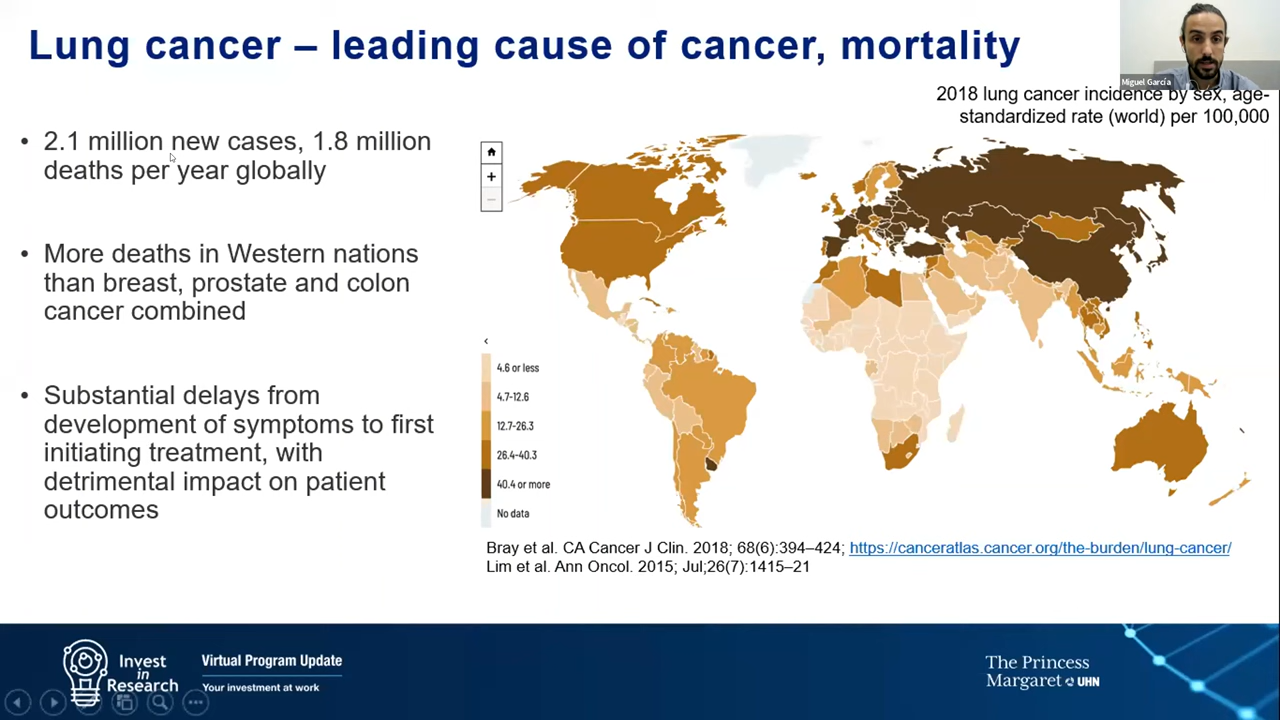 Lung cancer – leading cause of cancer, mortality
Miguel García
2018 lung cancer incidence by sex, age-
standardized rate (world) per 100,000
• 2.1 million new cases, 1.8 million
deaths per year globally
• More deaths in Western nations
than breast, prostate and colon
cancer combined
• Substantial delays from
development of symptoms to first
initiating treatment, with
detrimental impact on patient
outcomes
+
−
<
4.6 or less
4.7-12.6
12.7-26.3
26.4-40.3
40.4 or more
No data
Bray et al. CA Cancer J Clin. 2018; 68(6):394–424; https://canceratlas.cancer.org/the-burden/lung-cancer/
Lim et al. Ann Oncol. 2015; Jul;26(7):1415–21
Invest
in
Research
Virtual Program Update
Your investment at work
The Princess
Margaret UHN